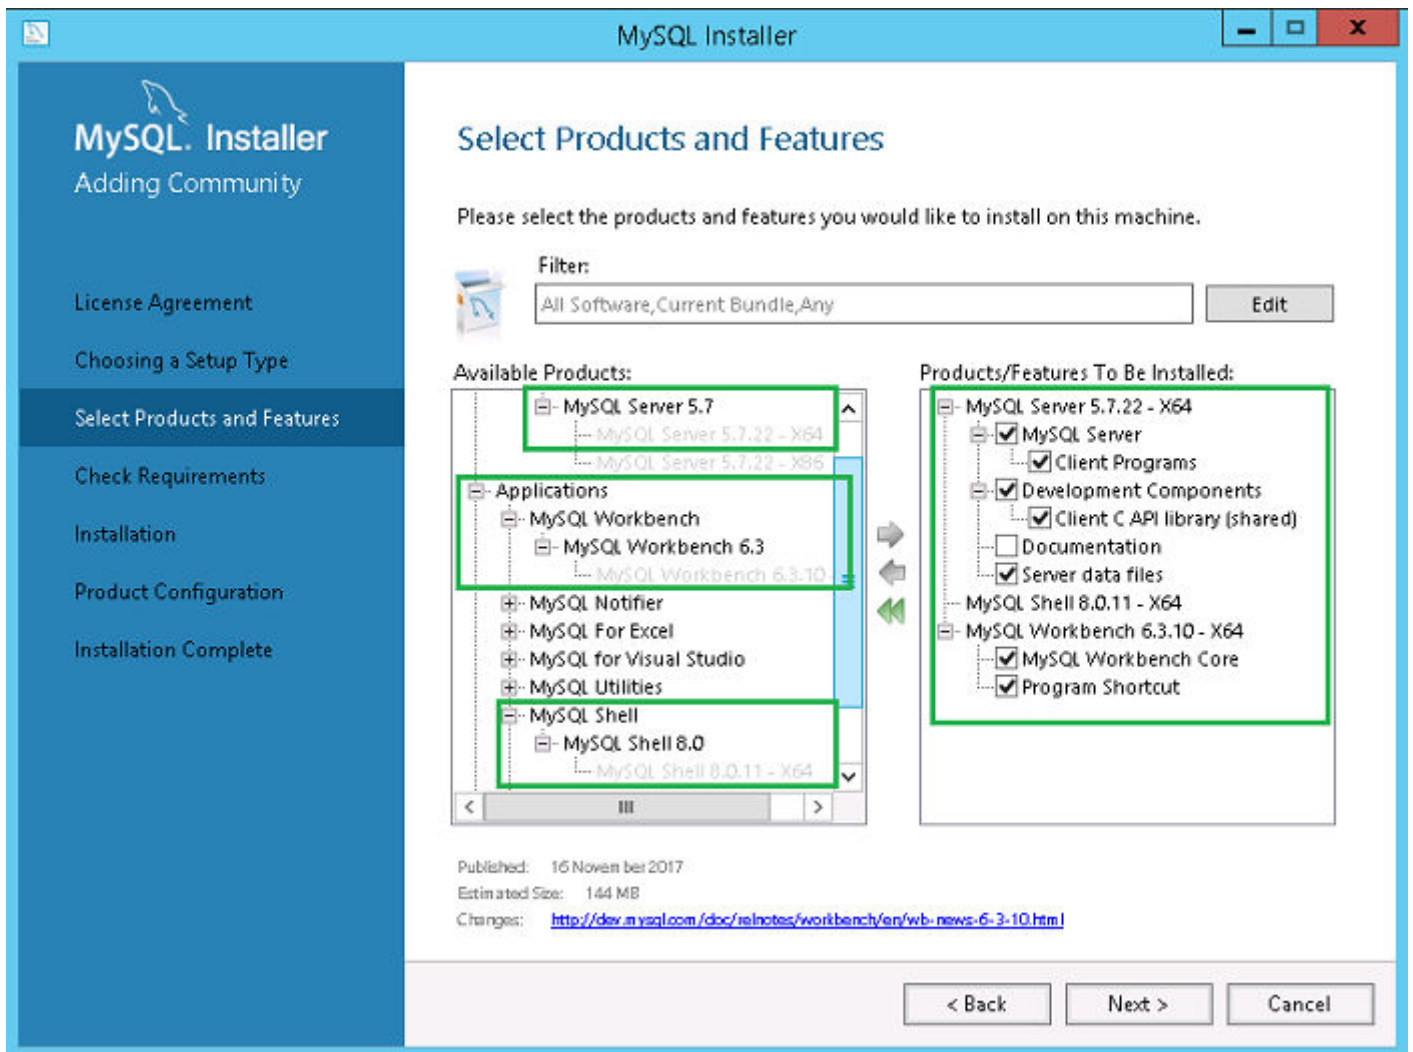 MySQL Installer
MySQL. Installer
Adding Community
License Agreement
Choosing a Setup Type
Select Products and Features
Check Requirements
Installation
Product Configuration
Installation Complete
Select Products and Features
Please select the products and features you would like to install on this machine.
Filter:
All Software,Current Bundle,Any
Edit
Available Products:
MySQL Server 5.7
MySQL Server 5.7.22 - X64
MySQL Server 5.7.22 - X86
Applications
MySQL Workbench
MySQL Workbench 6.3
MySQL Workbench 6.3.10 -
MySQL Notifier
MySQL For Excel
MySQL for Visual Studio
MySQL Utilities
MySQL Shell
MySQL Shell 8.0
MySQL Shell 8.0.11 - X64
Products/Features To Be Installed:
MySQL Server 5.7.22 - X64
MySQL Server
Client Programs
Development Components
Client C API library (shared)
Documentation
Server data files
MySQL Shell 8.0.11 - X64
MySQL Workbench 6.3.10 - X64
MySQL Workbench Core
Program Shortcut
Published: 16 November 2017
Estimated Size: 144 MB
Changes: http://dev.mysql.com/doc/relnotes/workbench/en/wb-news-6-3-10.html
< Back
Next >
Cancel